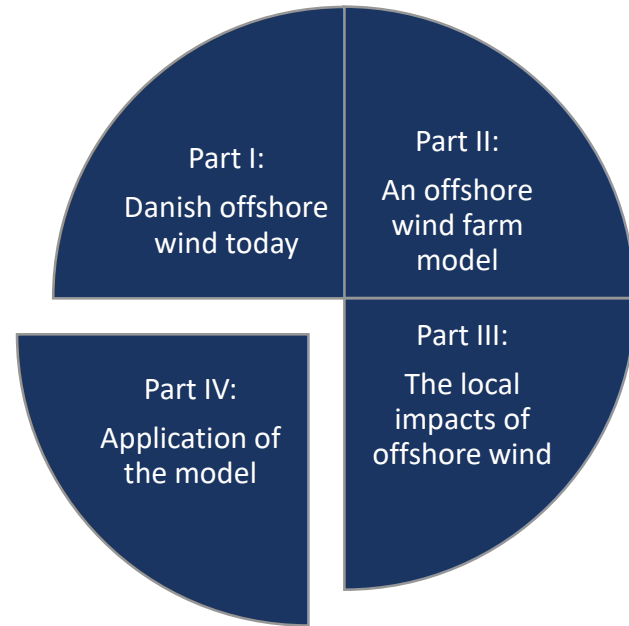 Part I:
Danish offshore
wind today
Part II:
An offshore
wind farm
model
Part III:
The local
impacts of
offshore wind
Part IV:
Application of
the model